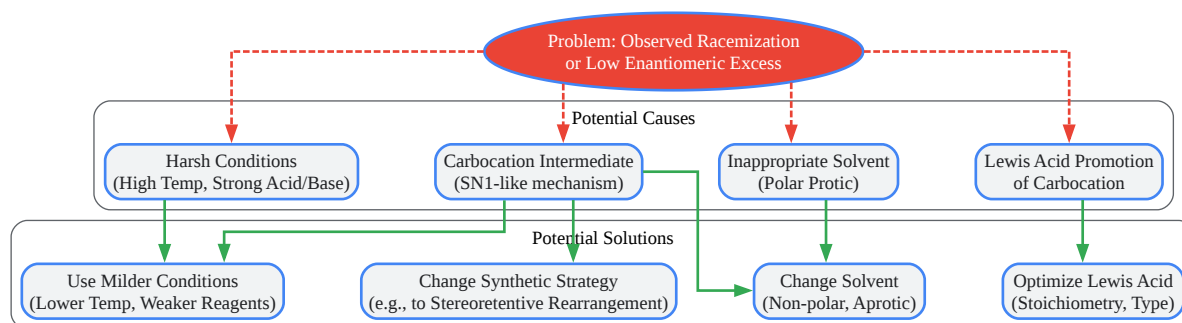 Problem: Observed Racemization
or Low Enantiomeric Excess
Potential Causes
Harsh Conditions
(High Temp, Strong Acid/Base)
Carbocation Intermediate
(SN1-like mechanism)
Inappropriate Solvent
(Polar Protic)
Lewis Acid Promotion
of Carbocation
Potential Solutions
Use Milder Conditions
(Lower Temp, Weaker Reagents)
Change Synthetic Strategy
(e.g., to Stereoretentive Rearrangement)
Change Solvent
(Non-polar, Aprotic)
Optimize Lewis Acid
(Stoichiometry, Type)